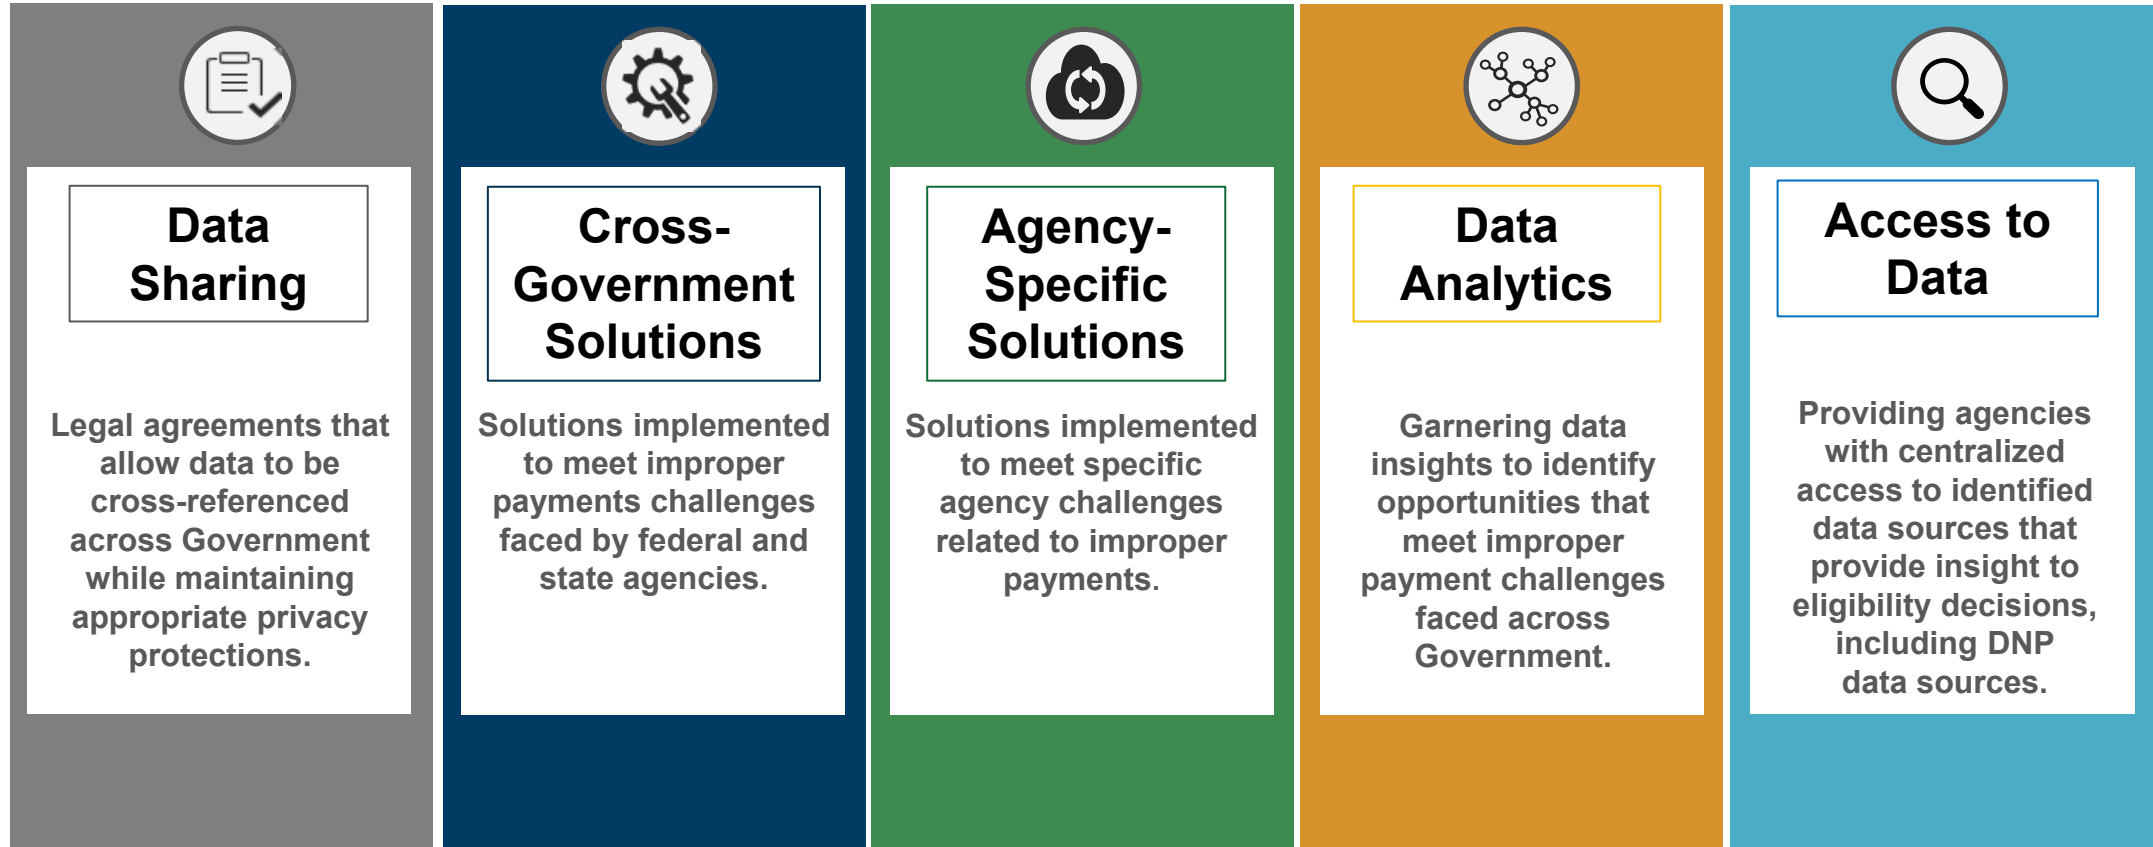 Data
Sharing
Legal agreements that
allow data to be
cross-referenced
across Government
while maintaining
appropriate privacy
protections.
Cross-
Government
Solutions
Solutions implemented
to meet improper
payments challenges
faced by federal and
state agencies.
Agency-
Specific
Solutions
Solutions implemented
to meet specific
agency challenges
related to improper
payments.
Data
Analytics
Garnering data
insights to identify
opportunities that
meet improper
payment challenges
faced across
Government.
Access to
Data
Providing agencies
with centralized
access to identified
data sources that
provide insight to
eligibility decisions,
including DNP
data sources.